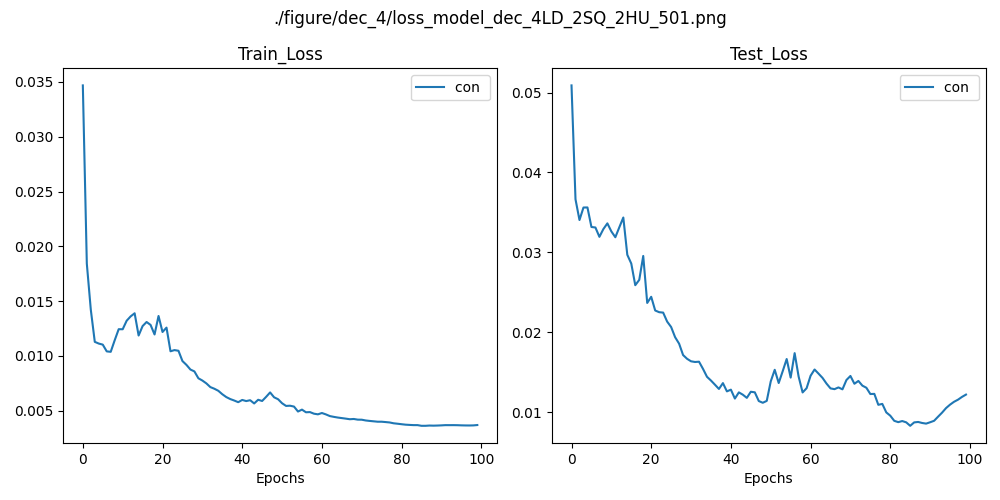 ./figure/dec_4/loss_model_dec_4LD_2SQ_2HU_501.png
Train_Loss
con
0.035
0.030
0.025
0.020
0.015
0.010
0.005
0 20 40 60 80 100
Epochs
Test_Loss
con
0.05
0.04
0.03
0.02
0.01
0 20 40 60 80 100
Epochs